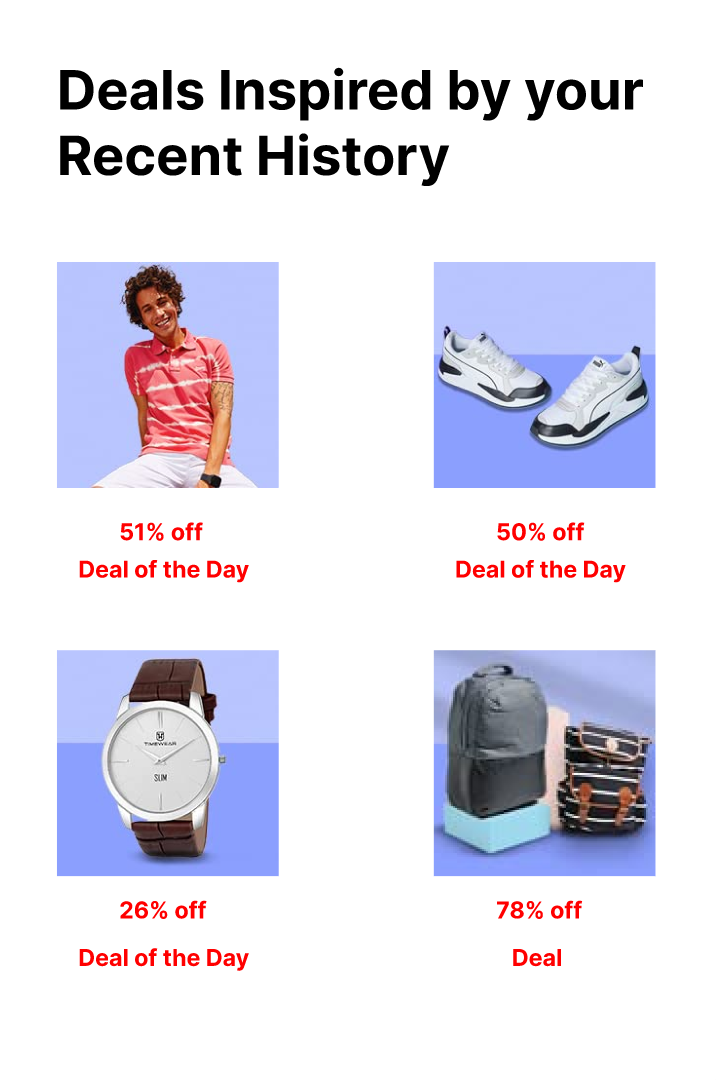 Deals Inspired by your
Recent History
51% off
Deal of the Day
50% off
Deal of the Day
TIMEWEAR
SLIM
26% off
Deal of the Day
78% off
Deal